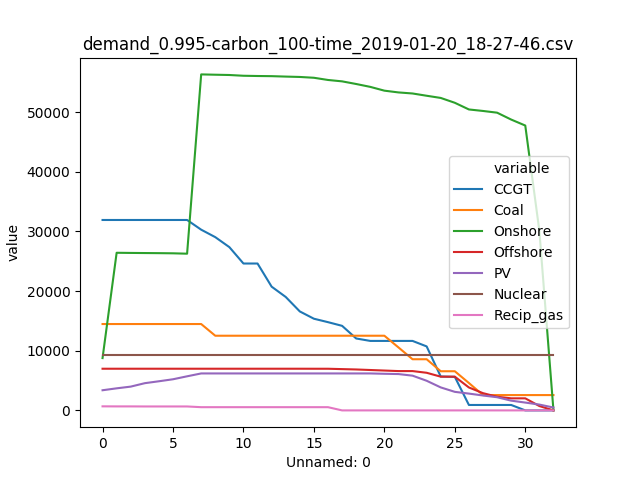 demand_0.995-carbon_100-time_2019-01-20_18-27-46.csv
value
50000
40000
30000
20000
10000
0
variable
CCGT
Coal
Onshore
Offshore
PV
Nuclear
Recip_gas
0 5 10 15 20 25 30
Unnamed: 0